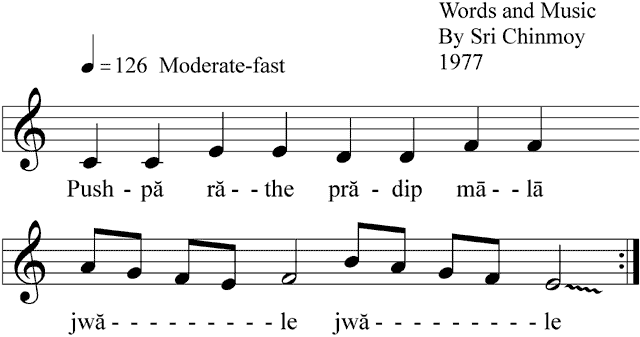 Words and Music
By Sri Chinmoy
1977
♩ = 126 Moderate-fast
Push - pă ră - - the pră - dip mā - - lā
jwă - - - - - - - - - le jwă - - - - - - - - - le